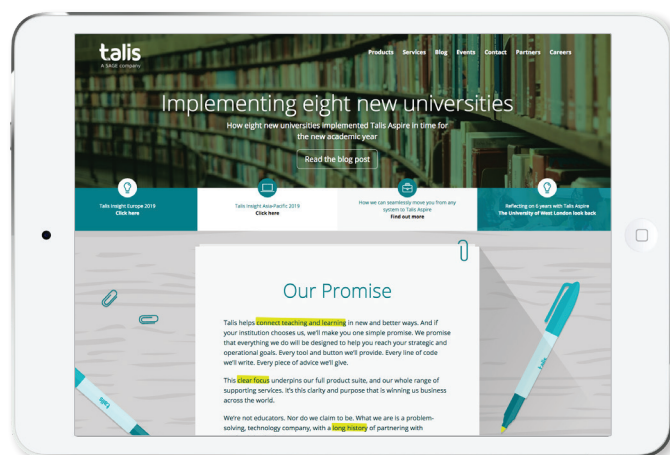 talis
A SAGE company
Products Services Blog Events Contact Partners Careers
Implementing eight new universities
How eight new universities implemented Talis Aspire in time for
the new academic year
Read the blog post
Talis Insight Europe 2019
Click here
Talis Insight Asia-Pacific 2019
Click here
How we can seamlessly move you from any
system to Talis Aspire
Find out more
Reflecting on 6 years with Talis Aspire
The University of West London look back
Our Promise
Talis helps connect teaching and learning in new and better ways. And if
your institution chooses us, we'll make you one simple promise. We promise
that everything we do will be designed to help you reach your strategic and
operational goals. Every tool and button we'll provide. Every line of code
we'll write. Every piece of advice we'll give.
This clear focus underpins our full product suite, and our whole range of
supporting services. It's this clarity and purpose that is winning us business
across the world.
We're not educators. Nor do we claim to be. What we are is a problem-
solving, technology company, with a long history of partnering with
talis
talis